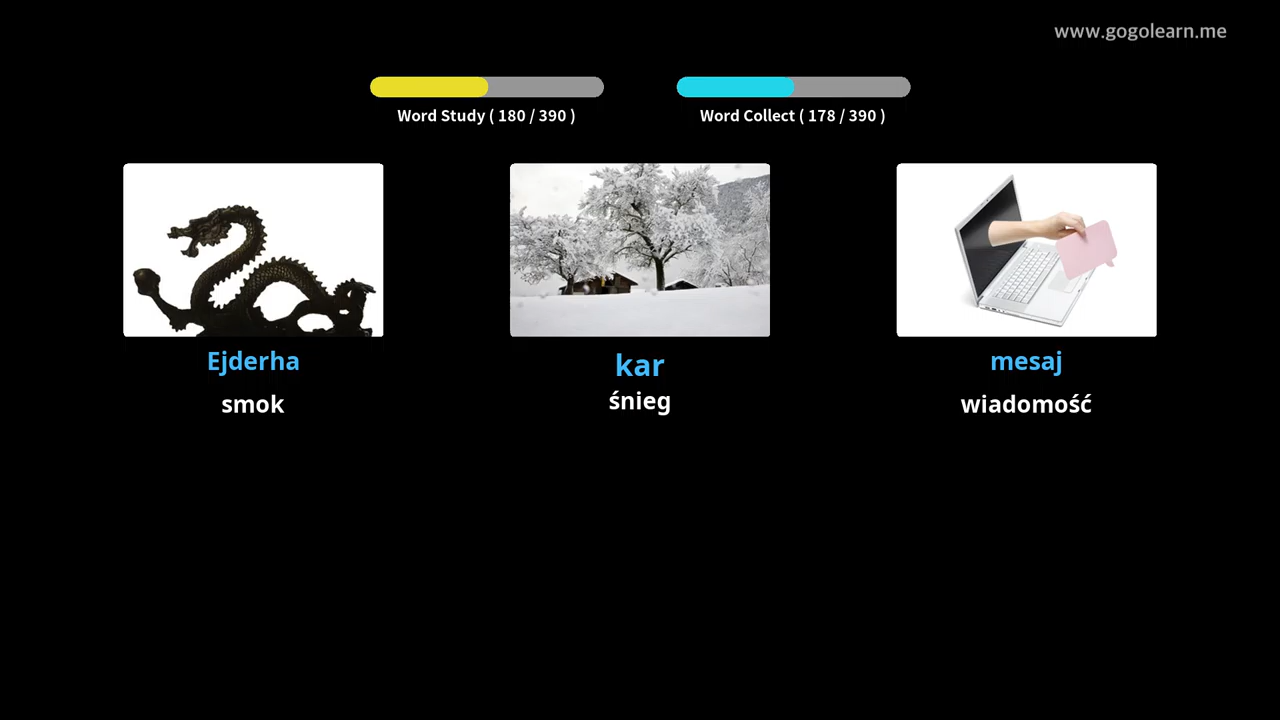 www.gogolearn.me
Word Study ( 180 / 390 )
Word Collect ( 178 / 390 )
Ejderha
smok
kar
śnieg
mesaj
wiadomość